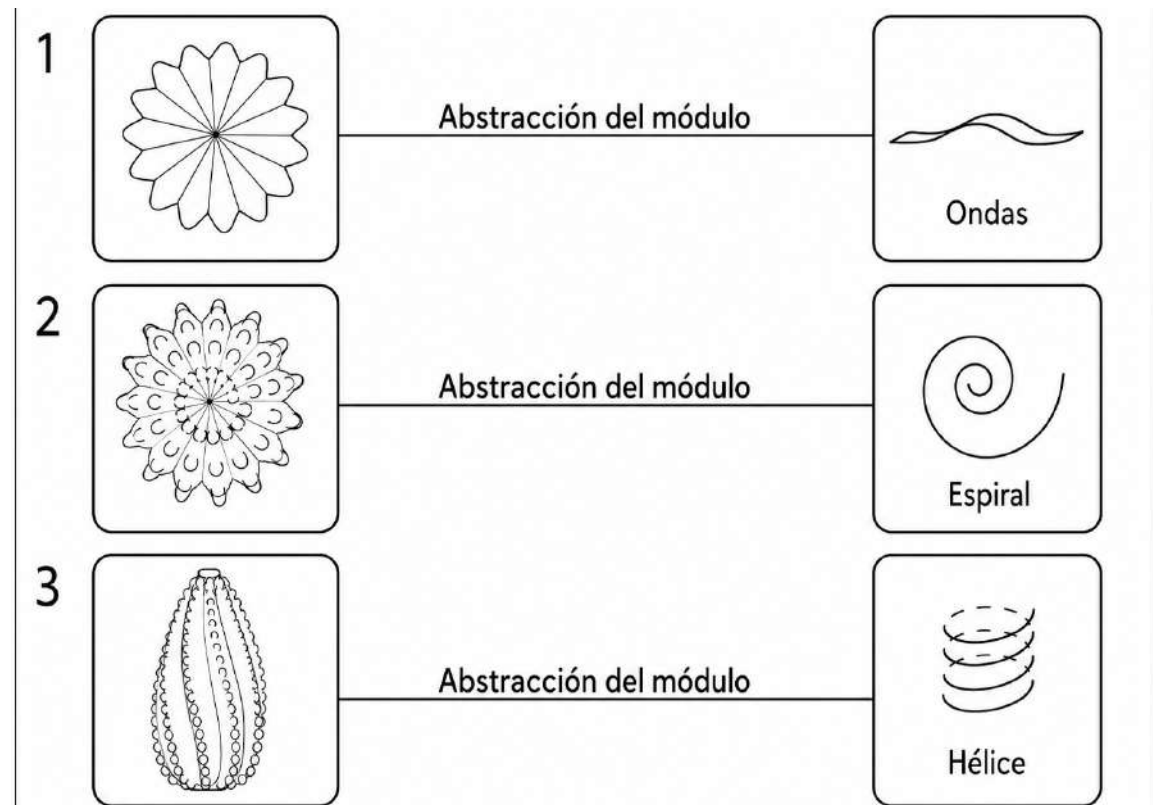 1
Abstracción del módulo
Ondas
2
Abstracción del módulo
Espiral
3
Abstracción del módulo
Hélice